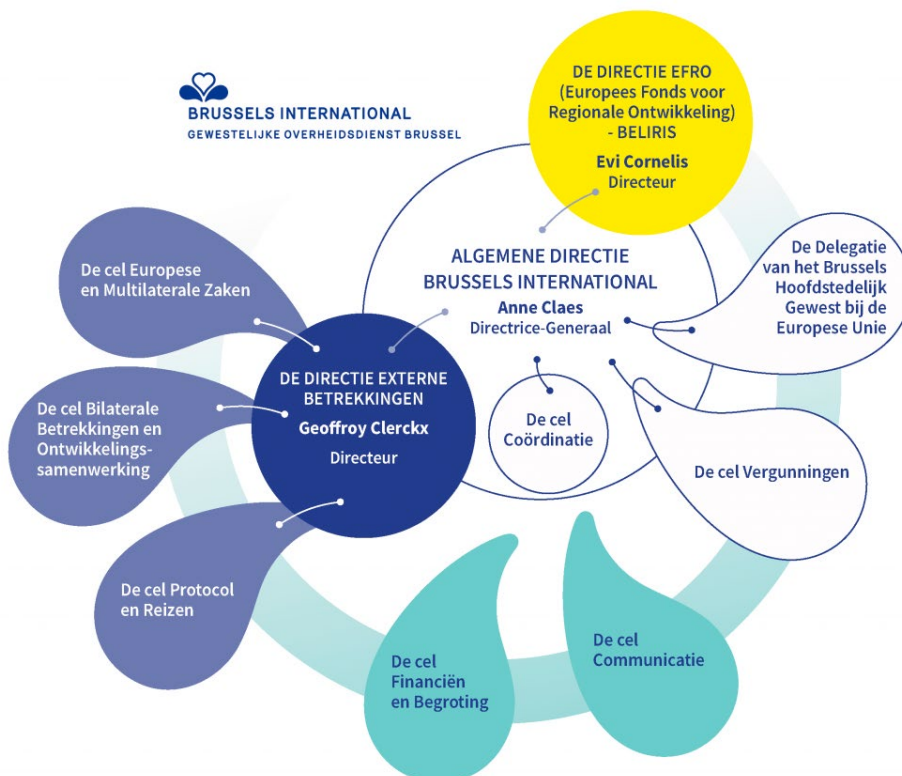 BRUSSELS INTERNATIONAL
GEWESTELIJKE OVERHEIDSDIENST BRUSSEL
DE DIRECTIE EFRO
(Europees Fonds voor
Regionale Ontwikkeling)
- BELIRIS
Evi Cornelis
Directeur
ALGEMENE DIRECTIE
BRUSSELS INTERNATIONAL
Anne Claes
Directrice-Generaal
De Delegatie
van het Brussels
Hoofdstedelijk
Gewest bij de
Europese Unie
De cel Europese
en Multilaterale Zaken
DE DIRECTIE EXTERNE
BETREKKINGEN
Geoffroy Clerckx
Directeur
De cel Bilaterale
Betrekkingen en
Ontwikkelings-
samenwerking
De cel
Coördinatie
De cel Vergunningen
De cel Protocol
en Reizen
De cel
Financiën
en Begroting
De cel
Communicatie